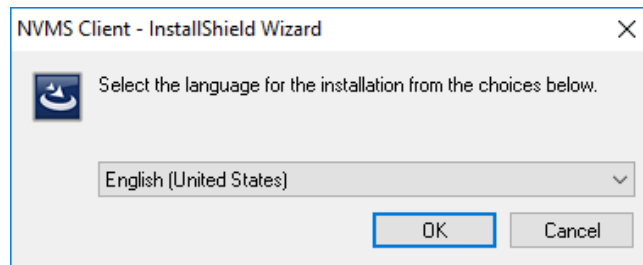 NVMS Client - InstallShield Wizard
Select the language for the installation from the choices below.
English (United States)
OK
Cancel